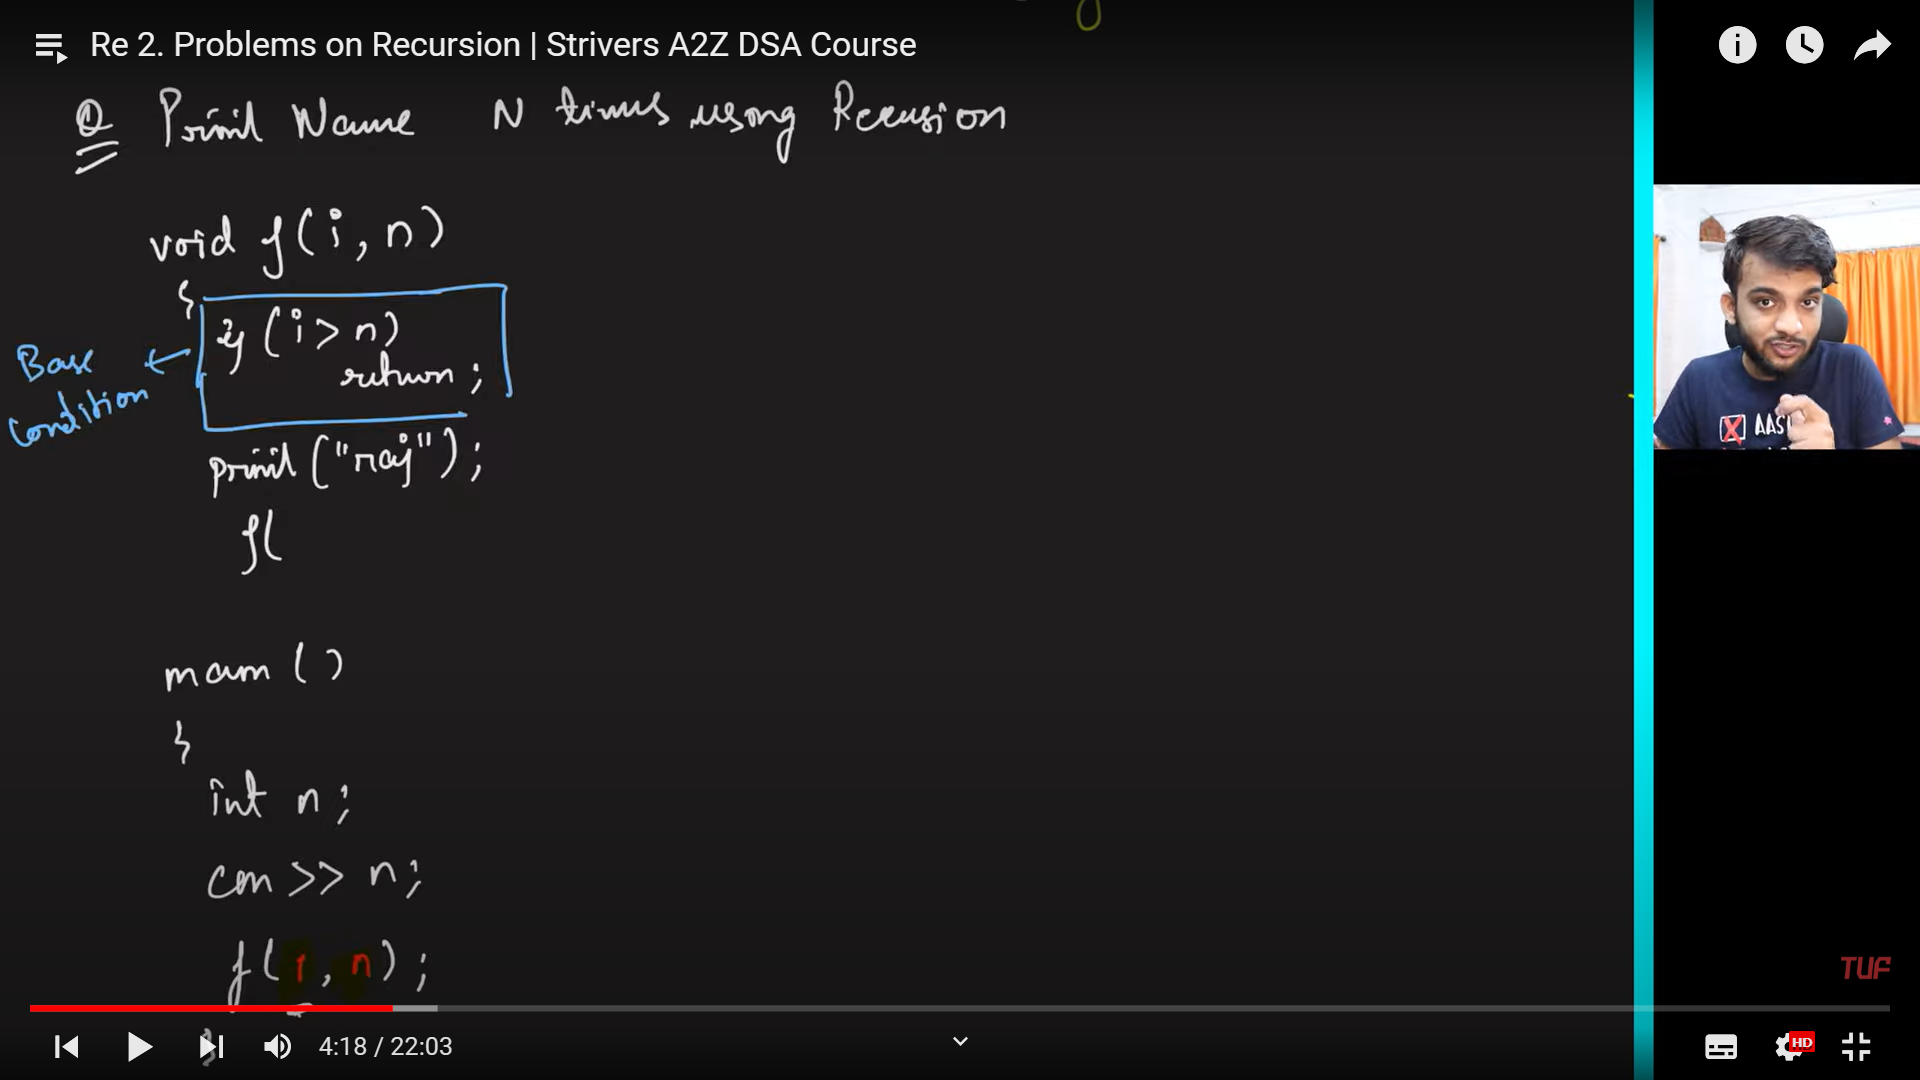 Re 2. Problems on Recursion | Strivers A2Z DSA Course
Q Print Name N times using Recursion
void f(i, n)
{
if (i > n)
return;
Base
Condition
print("raj");
f(
main()
{
int n;
cin >> n;
f(1, n);
}
AAS
TUF
4:18 / 22:03
HD